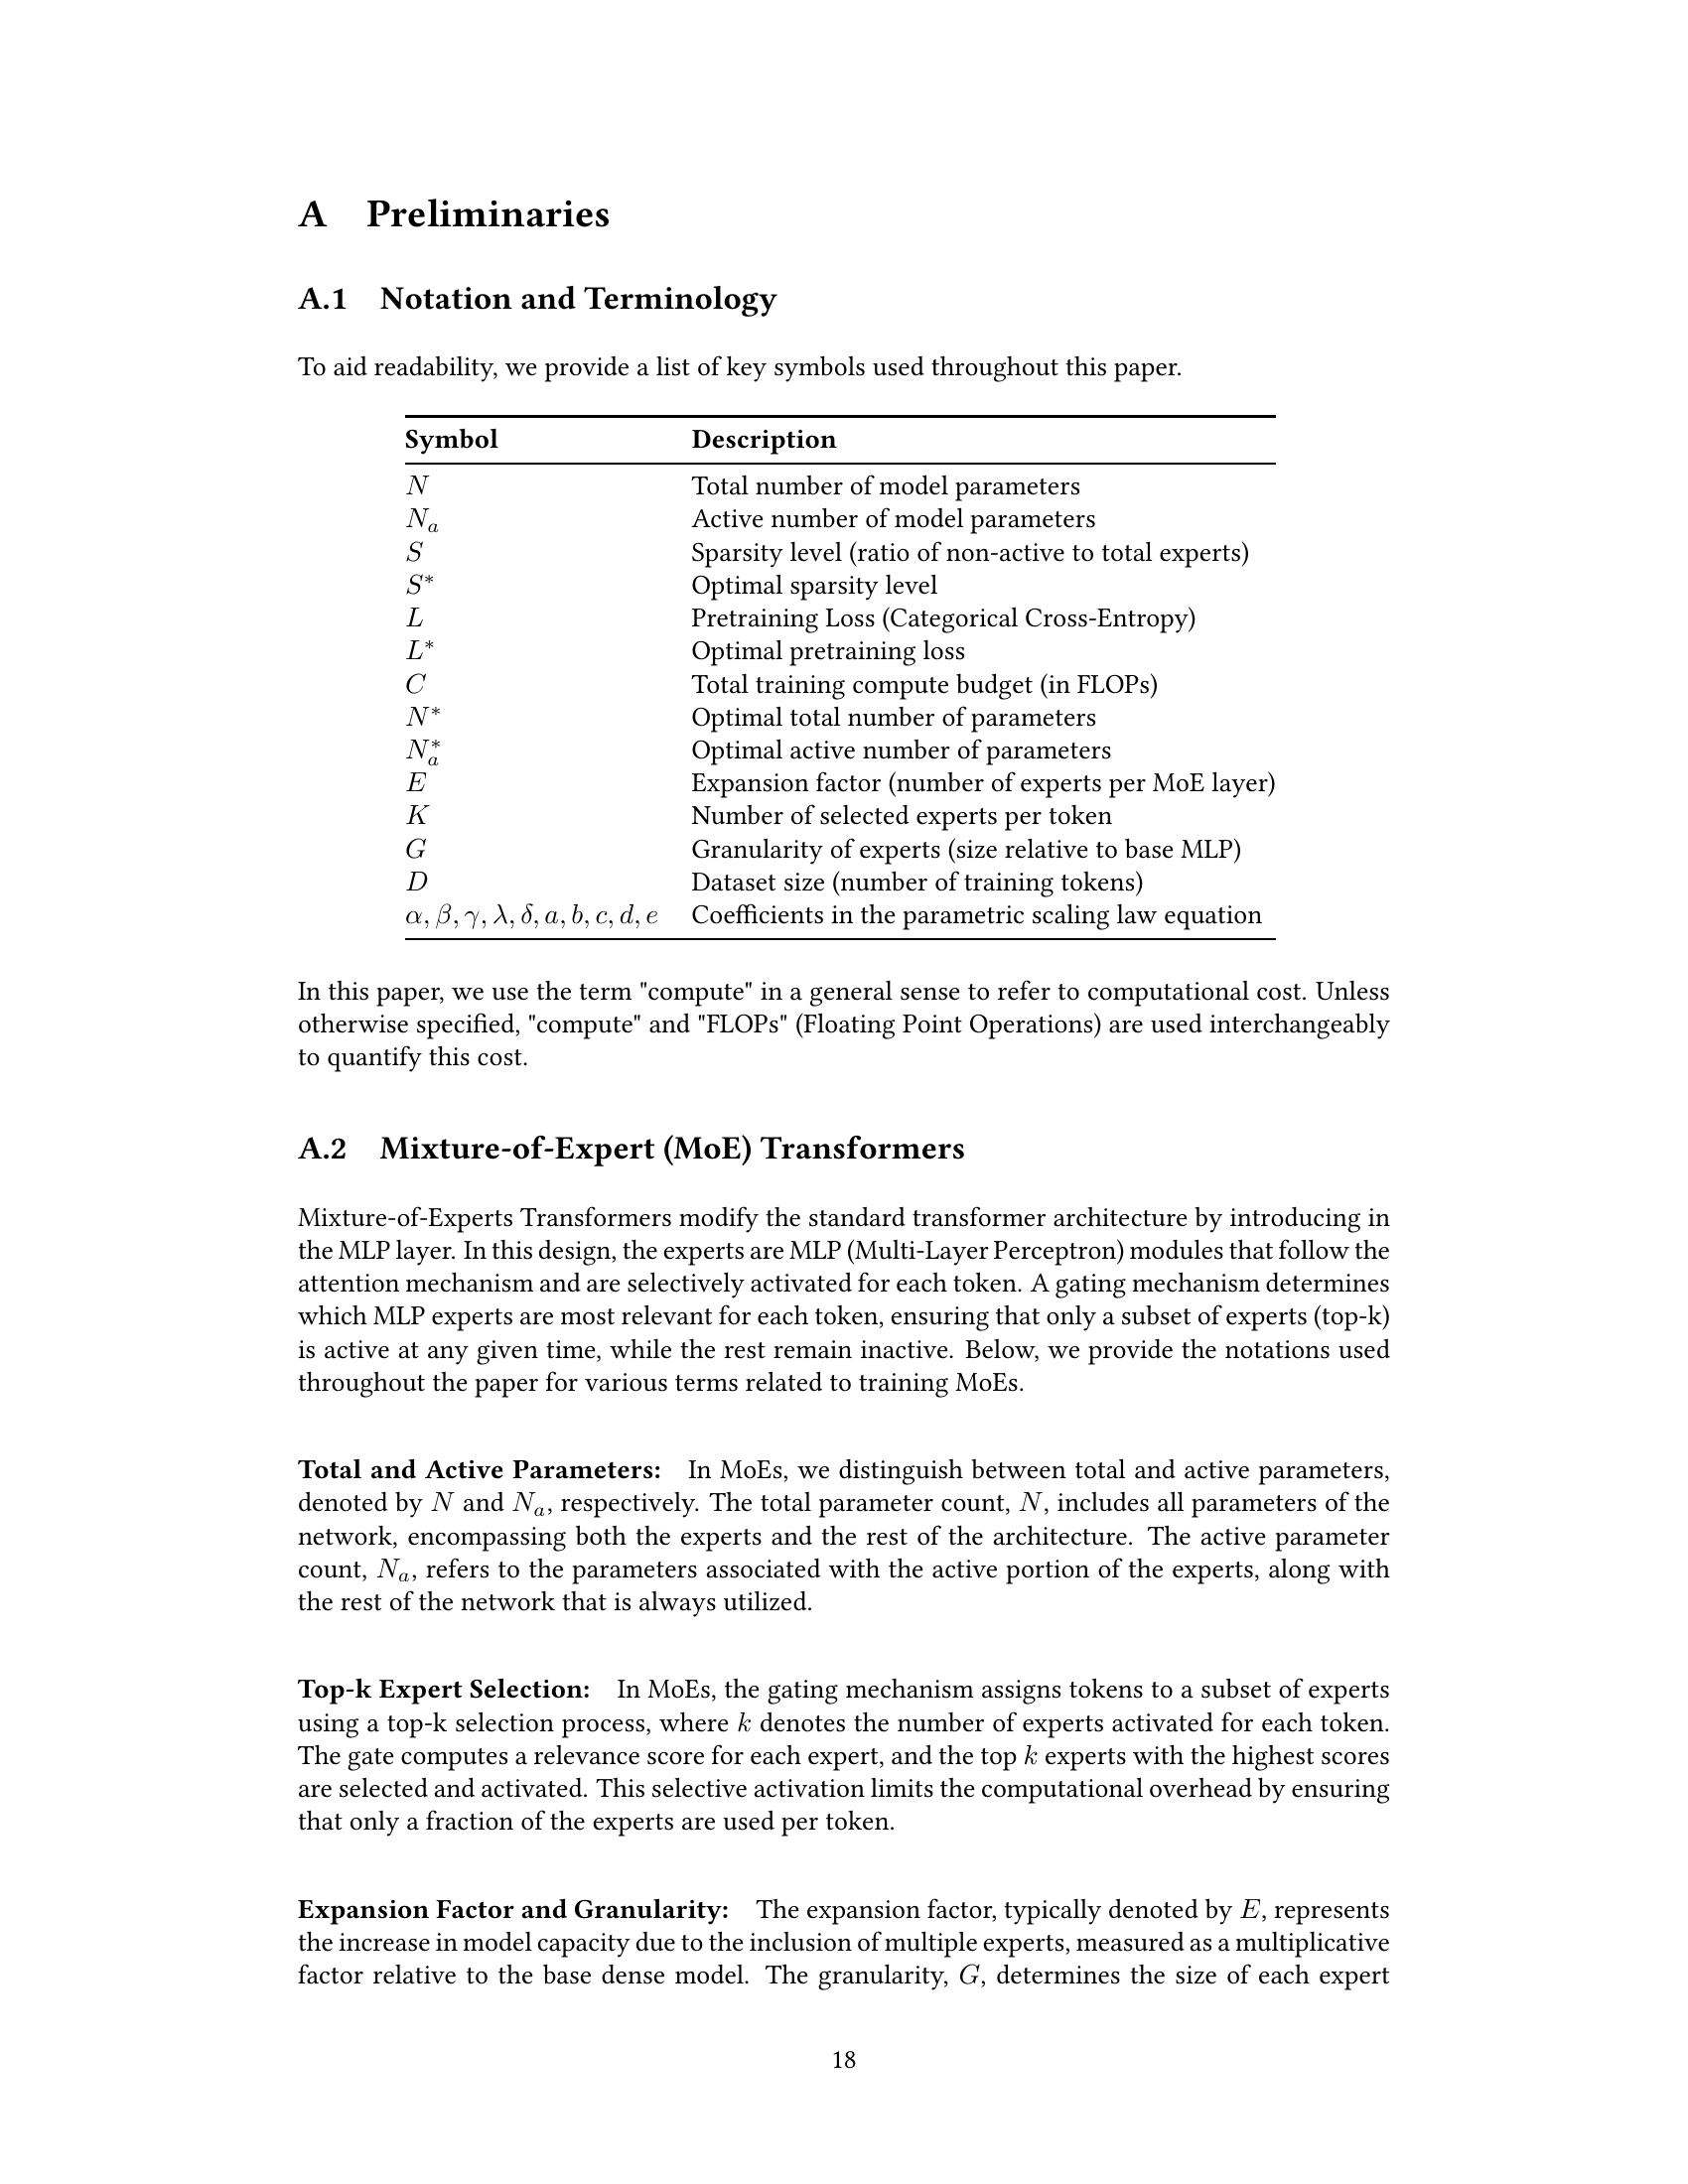 A Preliminaries
A.1 Notation and Terminology
To aid readability, we provide a list of key symbols used throughout this paper.
Symbol Description
N Total number of model parameters
N_a Active number of model parameters
S Sparsity level (ratio of non-active to total experts)
S* Optimal sparsity level
L Pretraining Loss (Categorical Cross-Entropy)
L* Optimal pretraining loss
C Total training compute budget (in FLOPs)
N* Optimal total number of parameters
N_a* Optimal active number of parameters
E Expansion factor (number of experts per MoE layer)
K Number of selected experts per token
G Granularity of experts (size relative to base MLP)
D Dataset size (number of training tokens)
α, β, γ, λ, δ, a, b, c, d, e Coefficients in the parametric scaling law equation
In this paper, we use the term "compute" in a general sense to refer to computational cost. Unless
otherwise specified, "compute" and "FLOPs" (Floating Point Operations) are used interchangeably
to quantify this cost.
A.2 Mixture-of-Expert (MoE) Transformers
Mixture-of-Experts Transformers modify the standard transformer architecture by introducing in
the MLP layer. In this design, the experts are MLP (Multi-Layer Perceptron) modules that follow the
attention mechanism and are selectively activated for each token. A gating mechanism determines
which MLP experts are most relevant for each token, ensuring that only a subset of experts (top-k)
is active at any given time, while the rest remain inactive. Below, we provide the notations used
throughout the paper for various terms related to training MoEs.
Total and Active Parameters: In MoEs, we distinguish between total and active parameters,
denoted by N and N_a, respectively. The total parameter count, N, includes all parameters of the
network, encompassing both the experts and the rest of the architecture. The active parameter
count, N_a, refers to the parameters associated with the active portion of the experts, along with
the rest of the network that is always utilized.
Top-k Expert Selection: In MoEs, the gating mechanism assigns tokens to a subset of experts
using a top-k selection process, where k denotes the number of experts activated for each token.
The gate computes a relevance score for each expert, and the top k experts with the highest scores
are selected and activated. This selective activation limits the computational overhead by ensuring
that only a fraction of the experts are used per token.
Expansion Factor and Granularity: The expansion factor, typically denoted by E, represents
the increase in model capacity due to the inclusion of multiple experts, measured as a multiplicative
factor relative to the base dense model. The granularity, G, determines the size of each expert
18